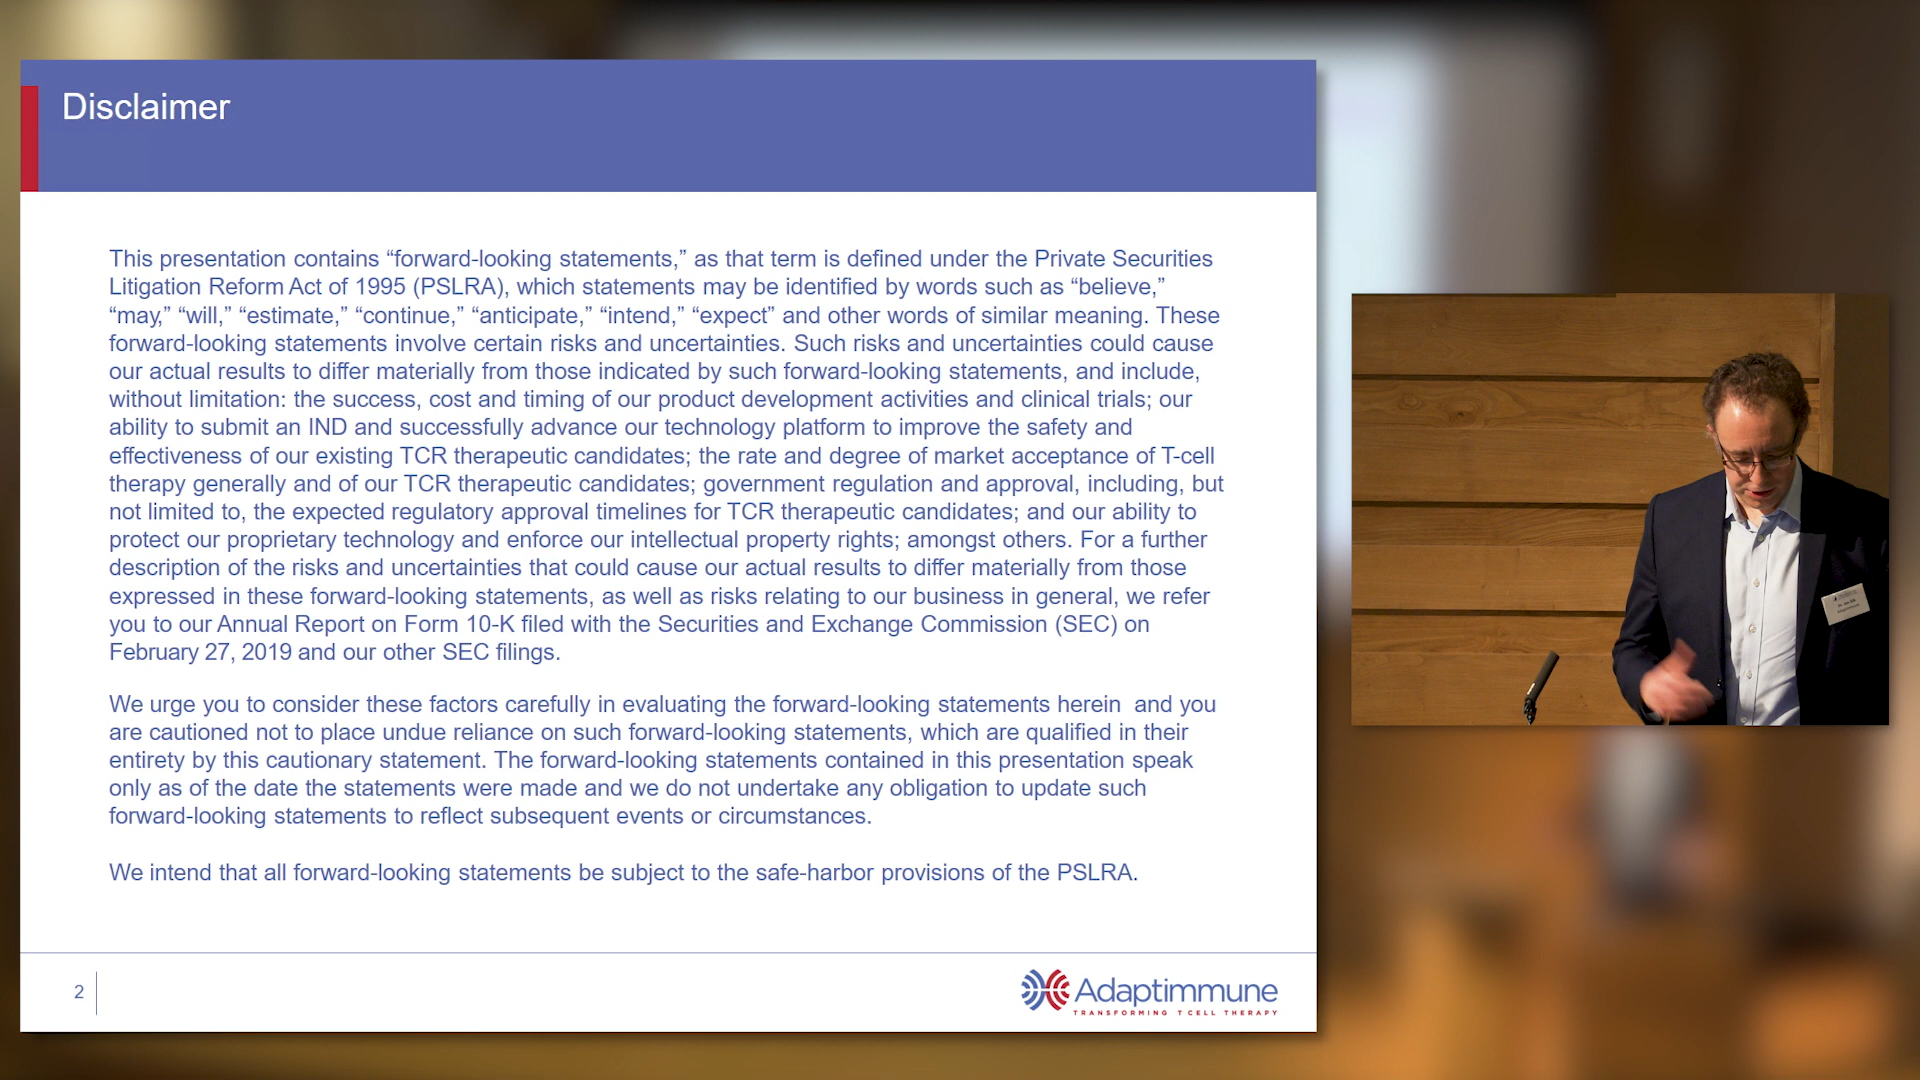 Disclaimer
This presentation contains “forward-looking statements,” as that term is defined under the Private Securities
Litigation Reform Act of 1995 (PSLRA), which statements may be identified by words such as “believe,”
“may,” “will,” “estimate,” “continue,” “anticipate,” “intend,” “expect” and other words of similar meaning. These
forward-looking statements involve certain risks and uncertainties. Such risks and uncertainties could cause
our actual results to differ materially from those indicated by such forward-looking statements, and include,
without limitation: the success, cost and timing of our product development activities and clinical trials; our
ability to submit an IND and successfully advance our technology platform to improve the safety and
effectiveness of our existing TCR therapeutic candidates; the rate and degree of market acceptance of T-cell
therapy generally and of our TCR therapeutic candidates; government regulation and approval, including, but
not limited to, the expected regulatory approval timelines for TCR therapeutic candidates; and our ability to
protect our proprietary technology and enforce our intellectual property rights; amongst others. For a further
description of the risks and uncertainties that could cause our actual results to differ materially from those
expressed in these forward-looking statements, as well as risks relating to our business in general, we refer
you to our Annual Report on Form 10-K filed with the Securities and Exchange Commission (SEC) on
February 27, 2019 and our other SEC filings.
We urge you to consider these factors carefully in evaluating the forward-looking statements herein  and you
are cautioned not to place undue reliance on such forward-looking statements, which are qualified in their
entirety by this cautionary statement. The forward-looking statements contained in this presentation speak
only as of the date the statements were made and we do not undertake any obligation to update such
forward-looking statements to reflect subsequent events or circumstances.
We intend that all forward-looking statements be subject to the safe-harbor provisions of the PSLRA.
2
Adaptimmune
TRANSFORMING T CELL THERAPY